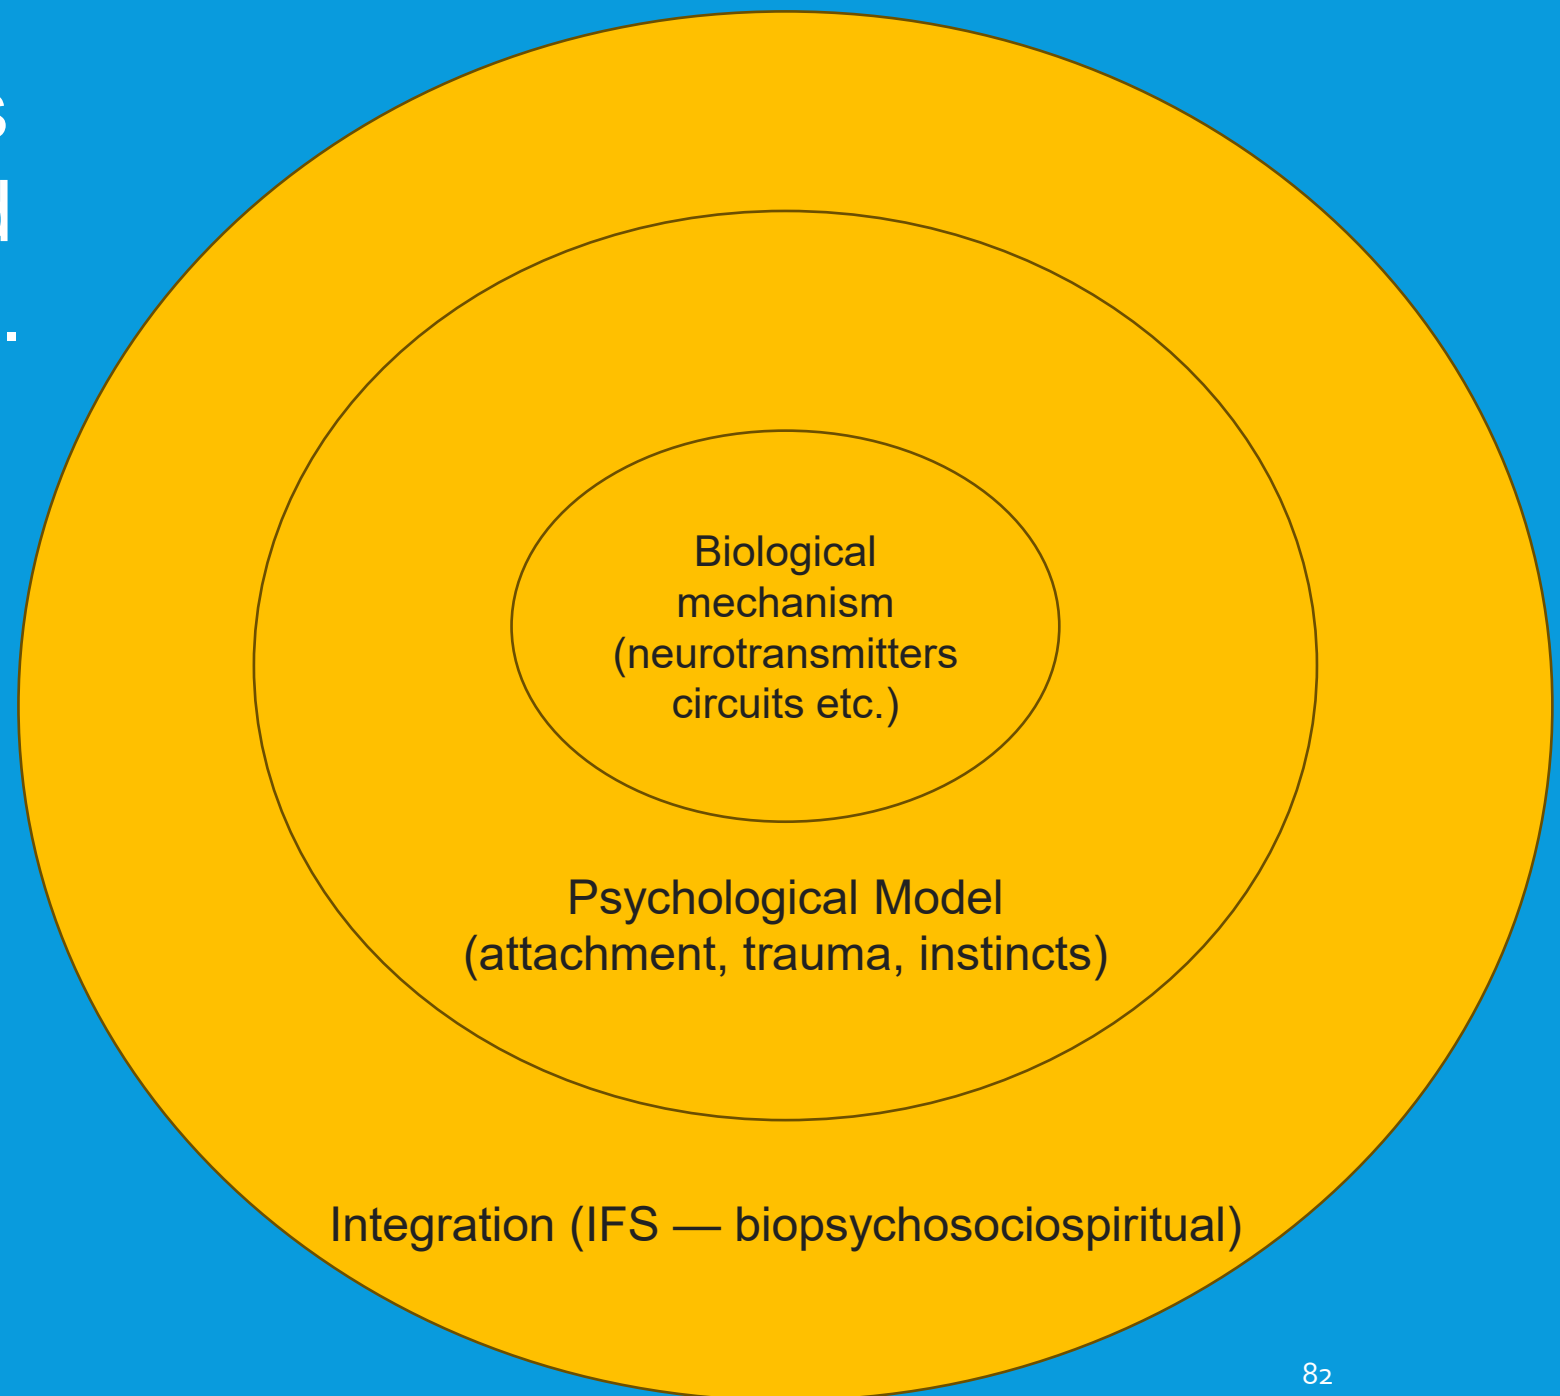 Biological
mechanism
(neurotransmitters
circuits etc.)
Psychological Model
(attachment, trauma, instincts)
Integration (IFS — biopsychosociospiritual)
82